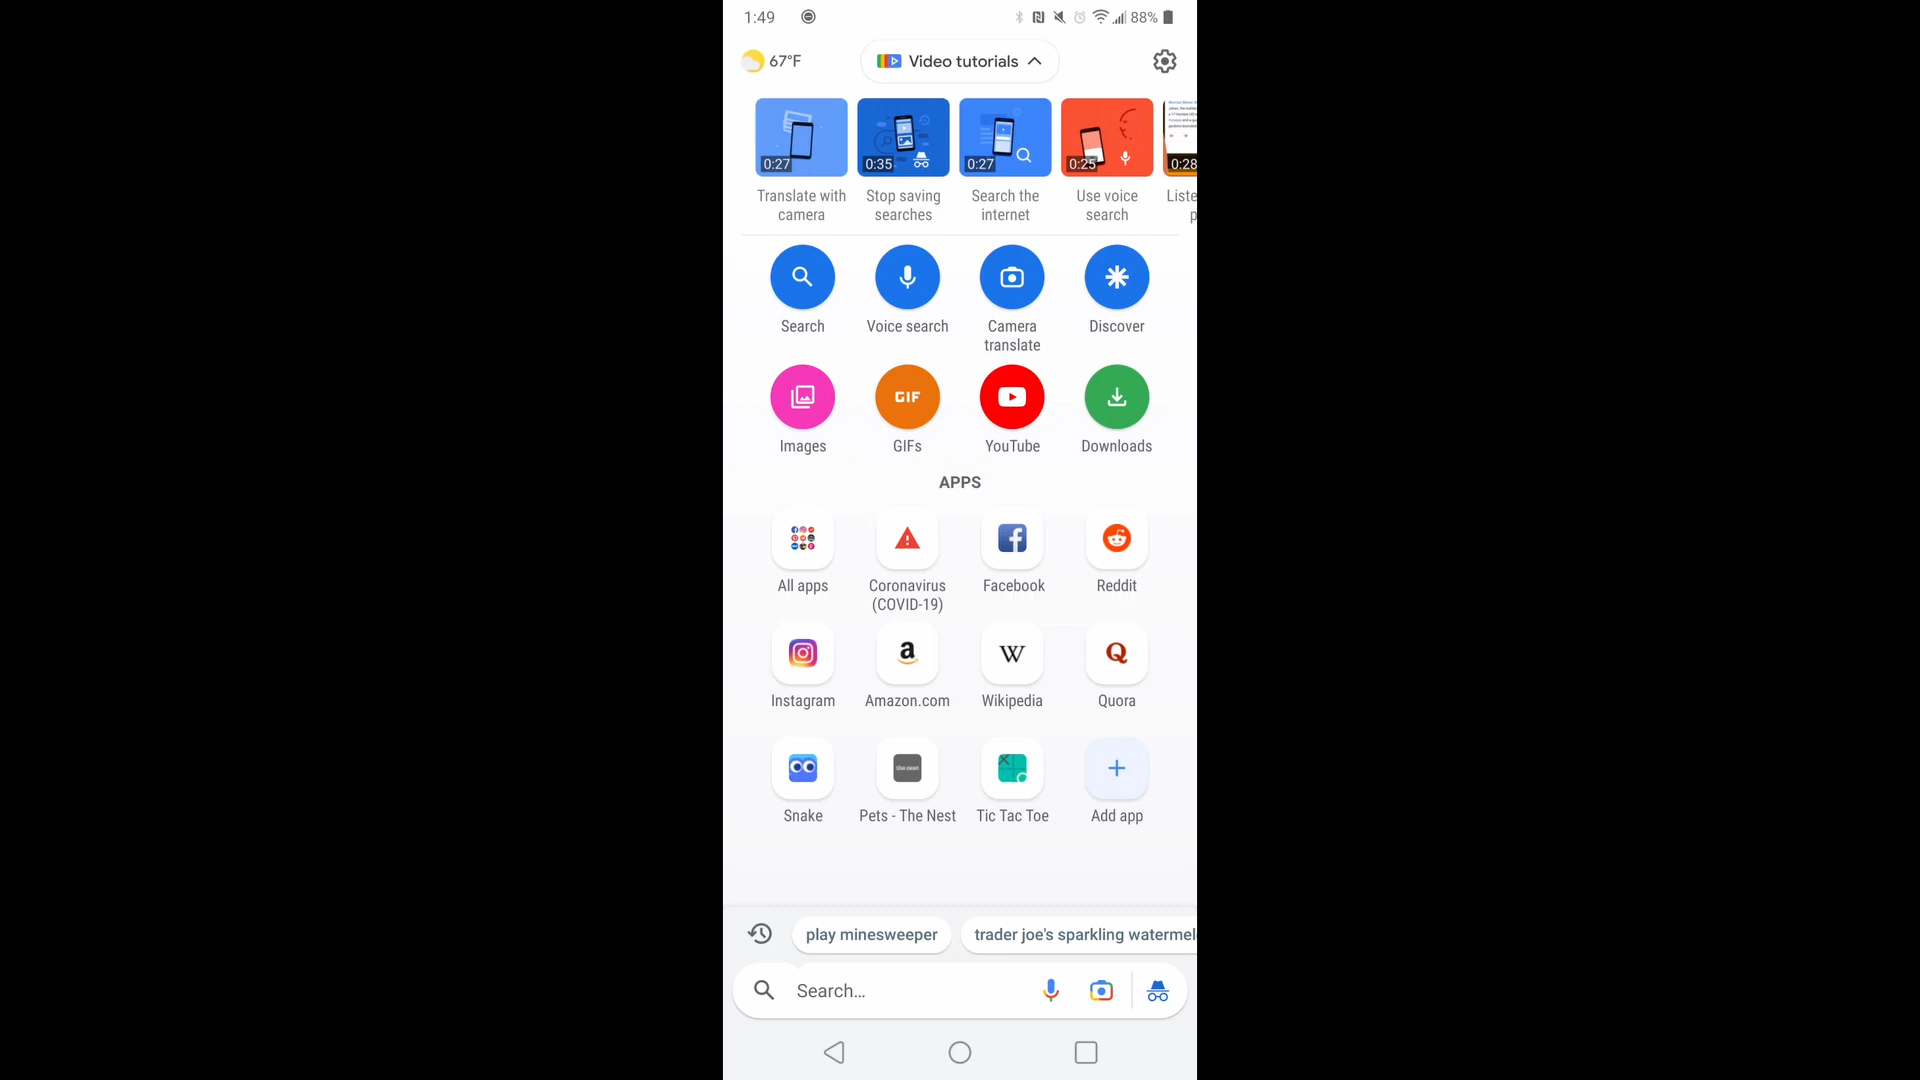 1:49 88%
67°F Video tutorials
0:27 0:35 0:27 0:25 0:28
Translate with camera
Stop saving searches
Search the internet
Use voice search
Liste
p
Search Voice search Camera translate Discover
GIF
Images GIFs YouTube Downloads
APPS
All apps Coronavirus (COVID-19) Facebook Reddit
a W Q
Instagram Amazon.com Wikipedia Quora
Snake Pets - The Nest Tic Tac Toe Add app
play minesweeper trader joe's sparkling watermel
Search...